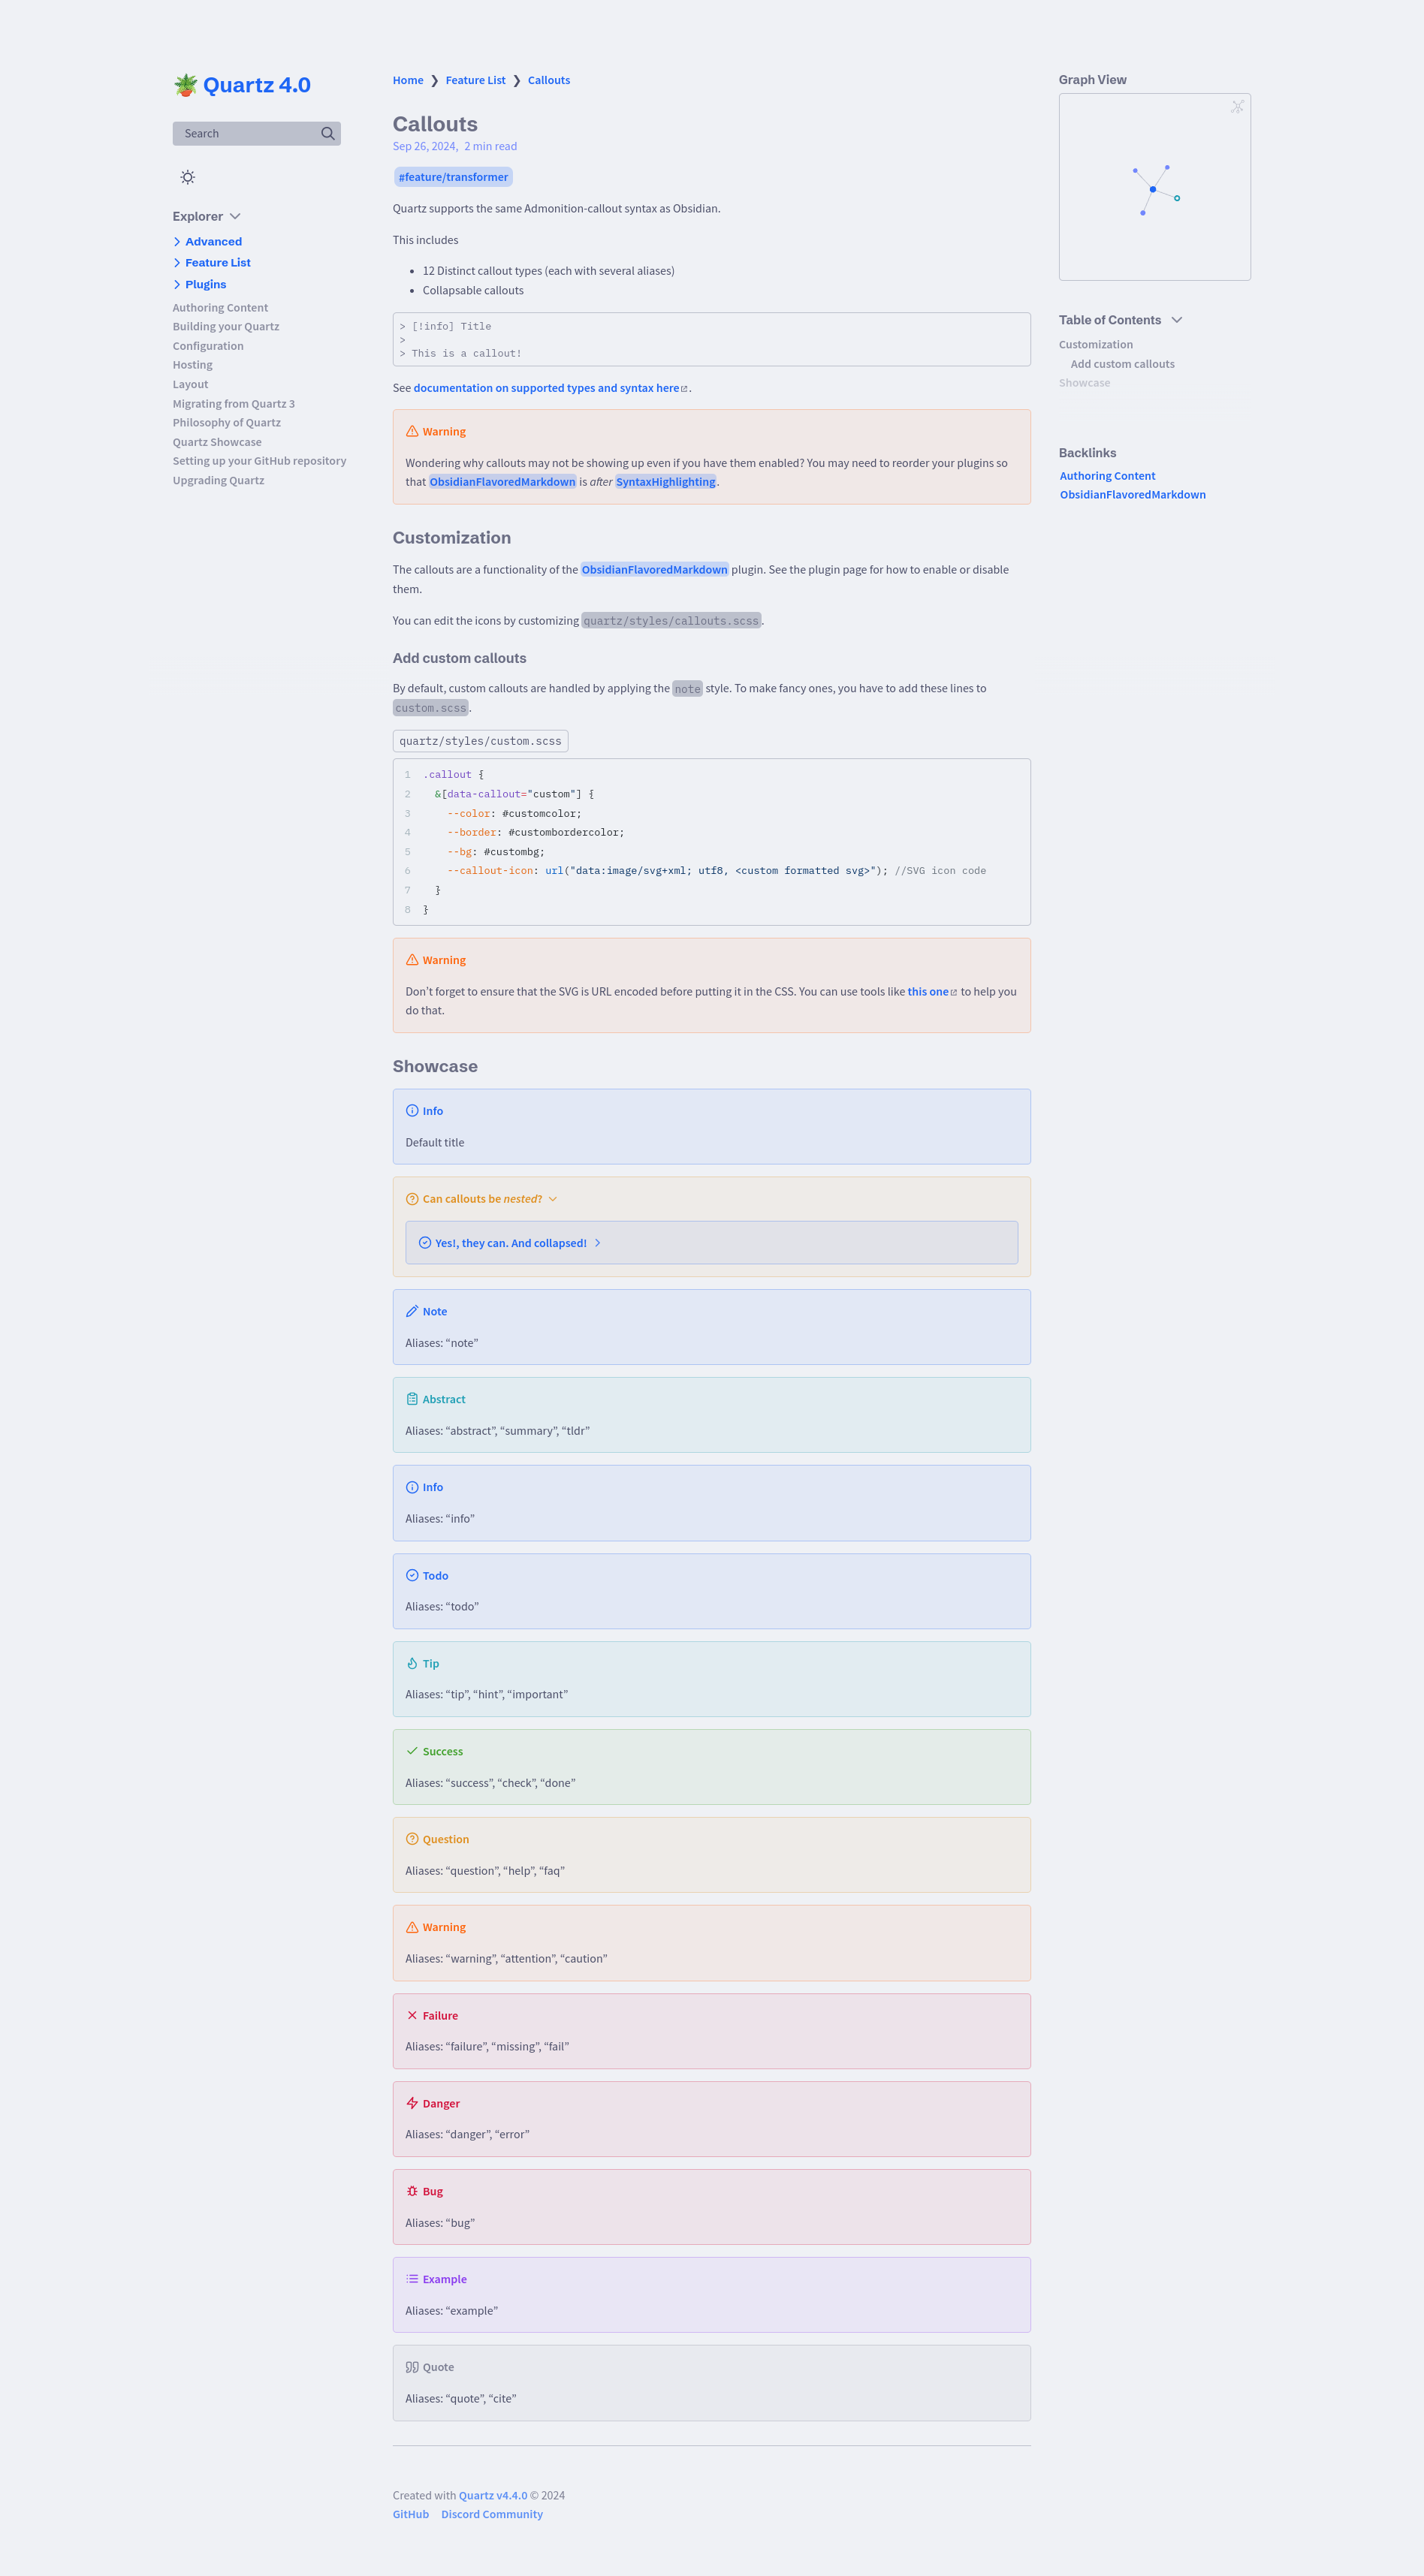 🪴 Quartz 4.0
Search
Explorer
Advanced
Feature List
Plugins
Authoring Content
Building your Quartz
Configuration
Hosting
Layout
Migrating from Quartz 3
Philosophy of Quartz
Quartz Showcase
Setting up your GitHub repository
Upgrading Quartz
Home ❯ Feature List ❯ Callouts
Callouts
Sep 26, 2024, 2 min read
#feature/transformer
Quartz supports the same Admonition-callout syntax as Obsidian.
This includes
• 12 Distinct callout types (each with several aliases)
• Collapsable callouts
> [!info] Title
>
> This is a callout!
See documentation on supported types and syntax here.
Warning
Wondering why callouts may not be showing up even if you have them enabled? You may need to reorder your plugins so
that ObsidianFlavoredMarkdown is after SyntaxHighlighting.
Customization
The callouts are a functionality of the ObsidianFlavoredMarkdown plugin. See the plugin page for how to enable or disable
them.
You can edit the icons by customizing quartz/styles/callouts.scss.
Add custom callouts
By default, custom callouts are handled by applying the note style. To make fancy ones, you have to add these lines to
custom.scss.
quartz/styles/custom.scss
1 .callout {
2   &[data-callout="custom"] {
3     --color: #customcolor;
4     --border: #custombordercolor;
5     --bg: #custombg;
6     --callout-icon: url("data:image/svg+xml; utf8, <custom formatted svg>"); //SVG icon code
7   }
8 }
Warning
Don’t forget to ensure that the SVG is URL encoded before putting it in the CSS. You can use tools like this one to help you
do that.
Showcase
Info
Default title
Can callouts be nested?
Yes!, they can. And collapsed!
Note
Aliases: “note”
Abstract
Aliases: “abstract”, “summary”, “tldr”
Info
Aliases: “info”
Todo
Aliases: “todo”
Tip
Aliases: “tip”, “hint”, “important”
Success
Aliases: “success”, “check”, “done”
Question
Aliases: “question”, “help”, “faq”
Warning
Aliases: “warning”, “attention”, “caution”
Failure
Aliases: “failure”, “missing”, “fail”
Danger
Aliases: “danger”, “error”
Bug
Aliases: “bug”
Example
Aliases: “example”
Quote
Aliases: “quote”, “cite”
Created with Quartz v4.4.0 © 2024
GitHub Discord Community
Graph View
Table of Contents
Customization
Add custom callouts
Showcase
Backlinks
Authoring Content
ObsidianFlavoredMarkdown